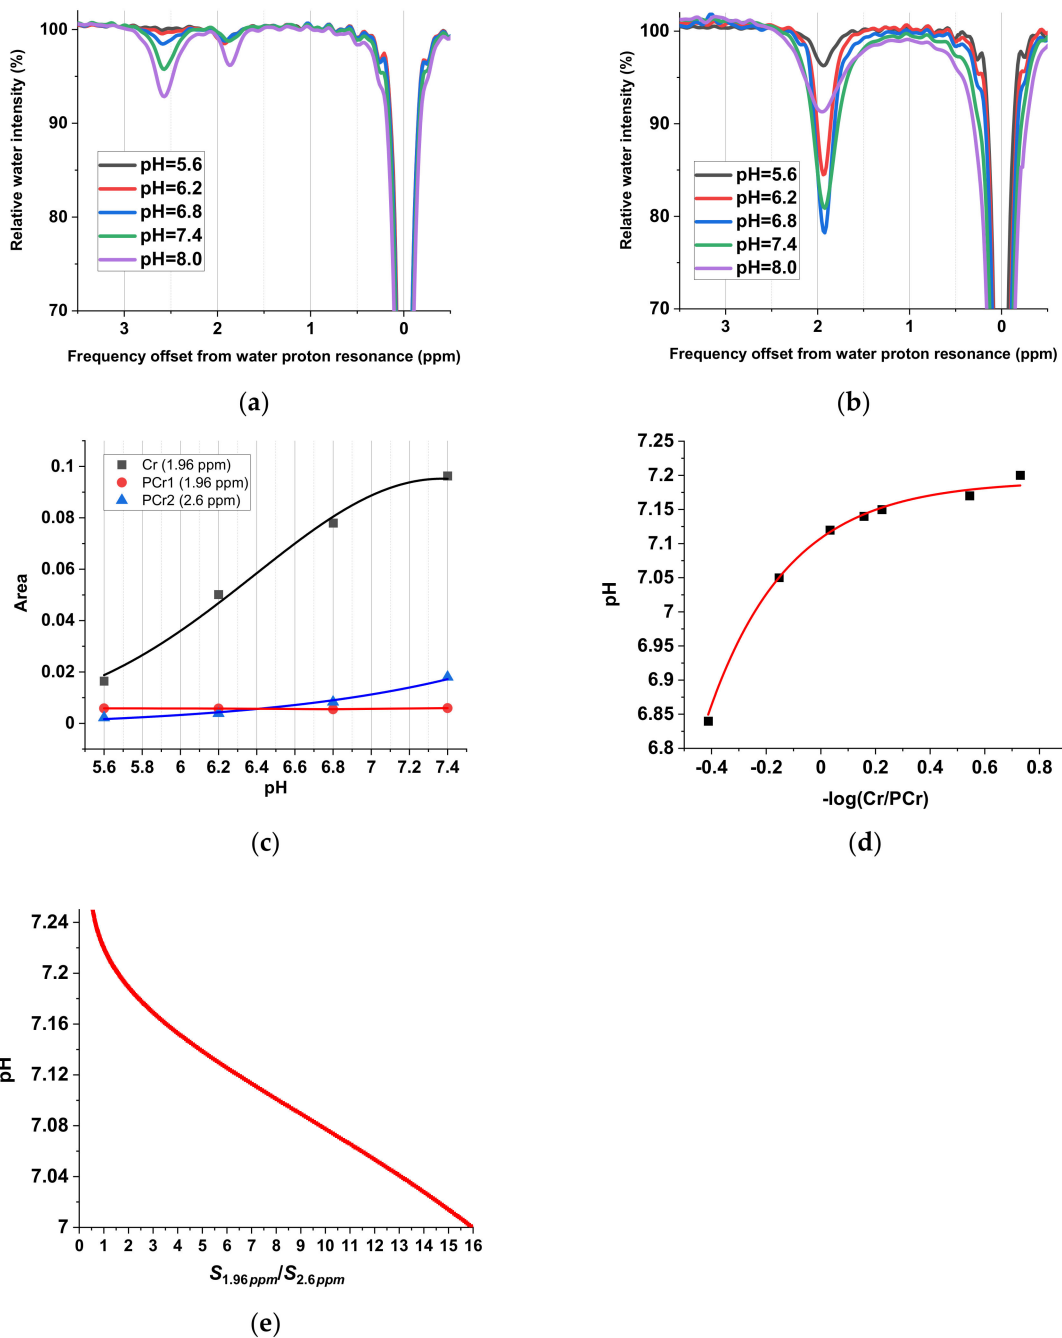 100
90
80
70
Relative water intensity (%)
pH=5.6
pH=6.2
pH=6.8
pH=7.4
pH=8.0
3 2 1 0
Frequency offset from water proton resonance (ppm)
(a)
100
90
80
70
Relative water intensity (%)
pH=5.6
pH=6.2
pH=6.8
pH=7.4
pH=8.0
3 2 1 0
Frequency offset from water proton resonance (ppm)
(b)
0.1
0.08
0.06
0.04
0.02
0
Area
Cr (1.96 ppm)
PCr1 (1.96 ppm)
PCr2 (2.6 ppm)
5.6 5.8 6 6.2 6.4 6.6 6.8 7 7.2 7.4
pH
(c)
7.25
7.2
7.15
7.1
7.05
7
6.95
6.9
6.85
6.8
pH
-0.4 -0.2 0 0.2 0.4 0.6 0.8
-log(Cr/PCr)
(d)
7.24
7.2
7.16
7.12
7.08
7.04
7
pH
0 1 2 3 4 5 6 7 8 9 10 11 12 13 14 15 16
S1.96ppm/S2.6ppm
(e)